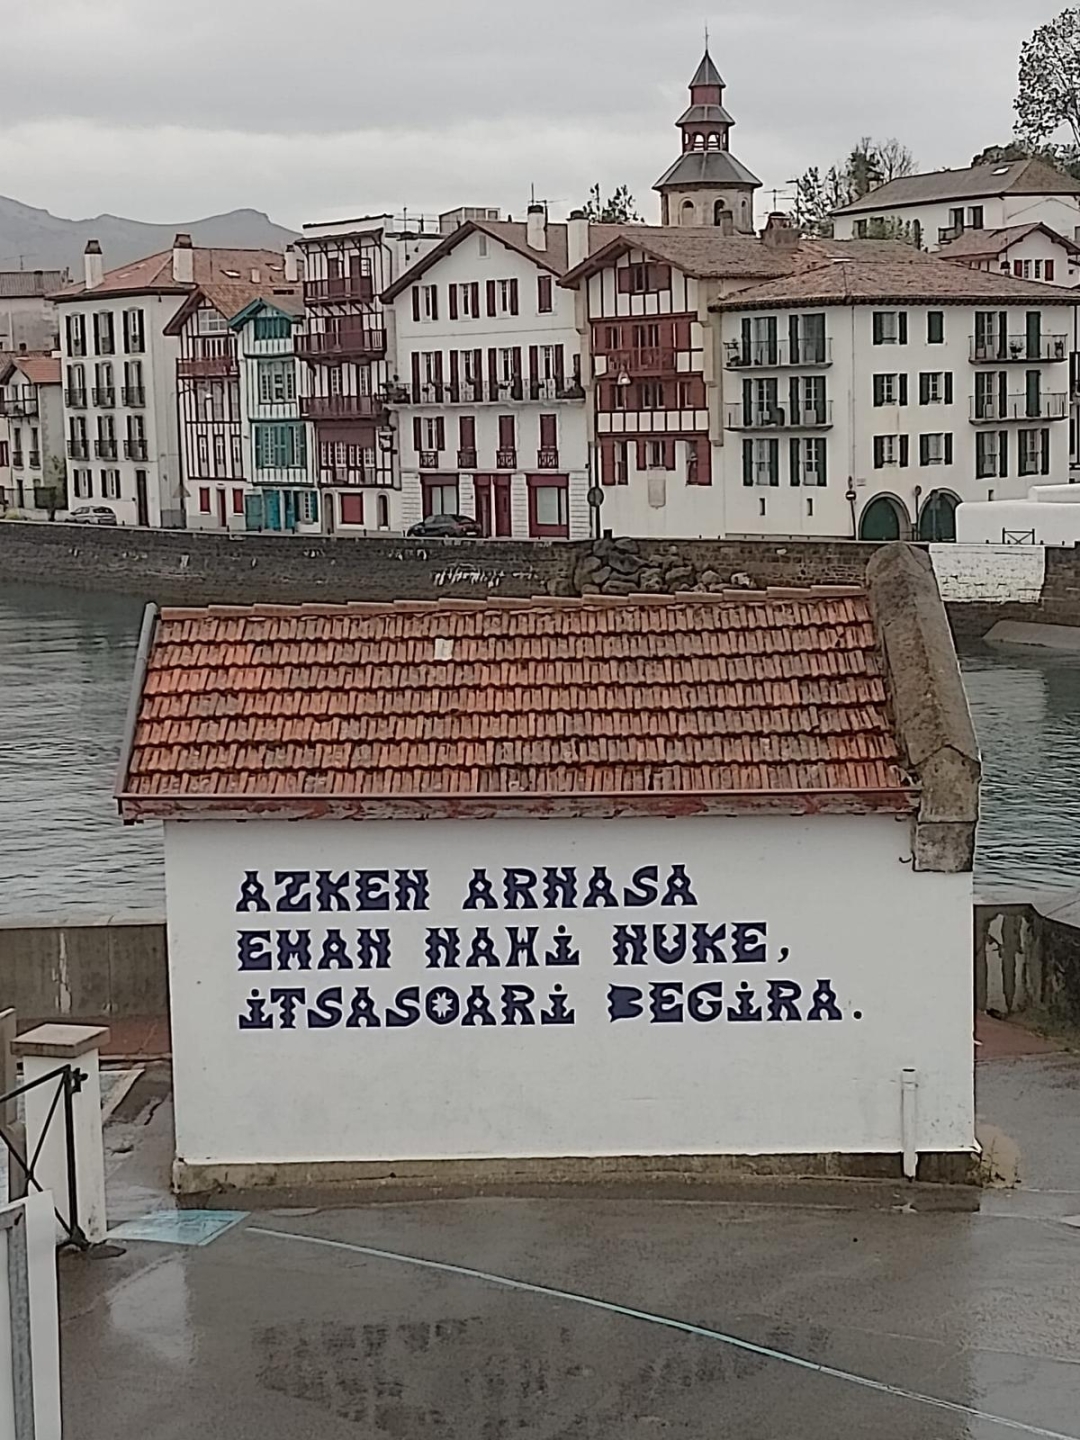 AZKEN ARNASA
EMAN NAHi NUKE,
iTSASOARi BEGiRA.